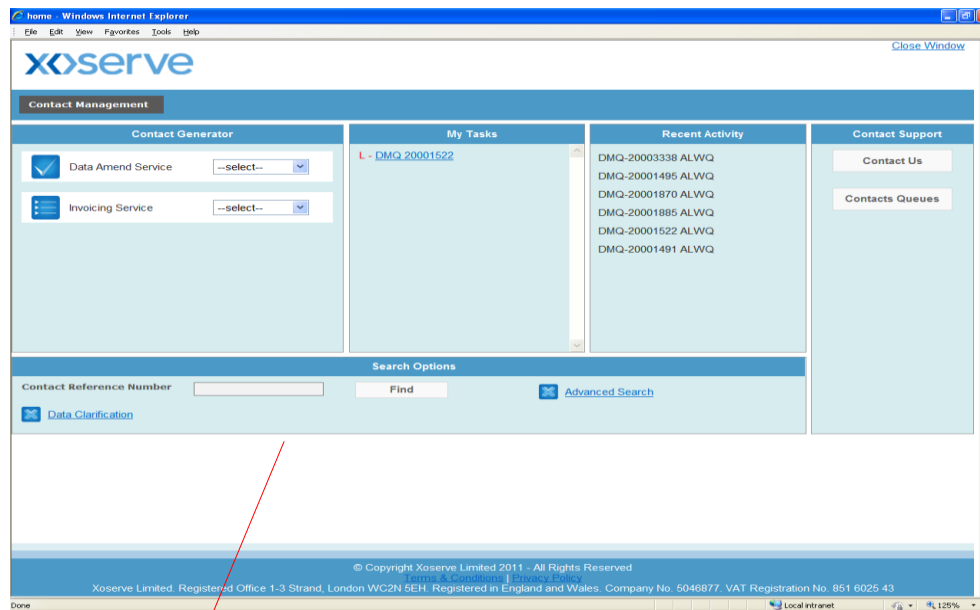 home - Windows Internet Explorer
File Edit View Favorites Tools Help
Close Window
xoserve
Contact Management
Contact Generator
Data Amend Service --select--
Invoicing Service --select--
My Tasks
L - DMQ 20001522
Recent Activity
DMQ-20003338 ALWQ
DMQ-20001495 ALWQ
DMQ-20001870 ALWQ
DMQ-20001885 ALWQ
DMQ-20001522 ALWQ
DMQ-20001491 ALWQ
Contact Support
Contact Us
Contacts Queues
Search Options
Contact Reference Number Find Advanced Search
Data Clarification
© Copyright Xoserve Limited 2011 - All Rights Reserved
Terms & Conditions | Privacy Policy
Xoserve Limited. Registered Office 1-3 Strand, London WC2N 5EH. Registered in England and Wales. Company No. 5046877. VAT Registration No. 851 6025 43
Done Local intranet 125%